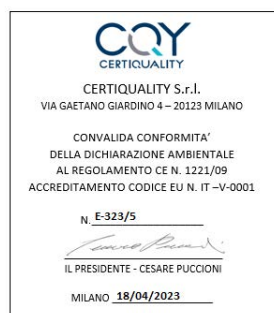 CQY
CERTIQUALITY
CERTIQUALITY S.r.l.
VIA GAETANO GIARDINO 4 – 20123 MILANO
CONVALIDA CONFORMITA'
DELLA DICHIARAZIONE AMBIENTALE
AL REGOLAMENTO CE N. 1221/09
ACCREDITAMENTO CODICE EU N. IT –V-0001
N. E-323/5
IL PRESIDENTE - CESARE PUCCIONI
MILANO 18/04/2023